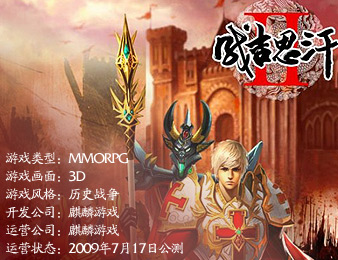 成吉思汗
II
游戏类型：MMORPG
游戏画面：3D
游戏风格：历史战争
开发公司：麒麟游戏
运营公司：麒麟游戏
运营状态：2009年7月17日公测